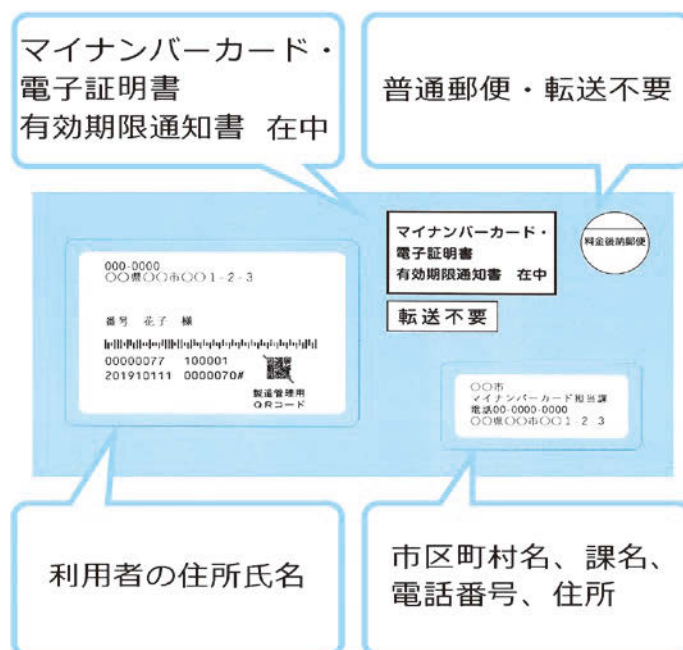 マイナンバーカード・
電子証明書
有効期限通知書 在中
普通郵便・転送不要
マイナンバーカード・
電子証明書
有効期限通知書 在中
料金後納郵便
転送不要
000-0000
〇〇県〇〇市〇〇1-2-3
番号 花子 様
00000077 100001
201910111 0000070#
製造管理用
QRコード
〇〇市
マイナンバーカード担当課
電話00-0000-0000
〇〇県〇〇市〇〇1-2-3
利用者の住所氏名
市区町村名、課名、
電話番号、住所